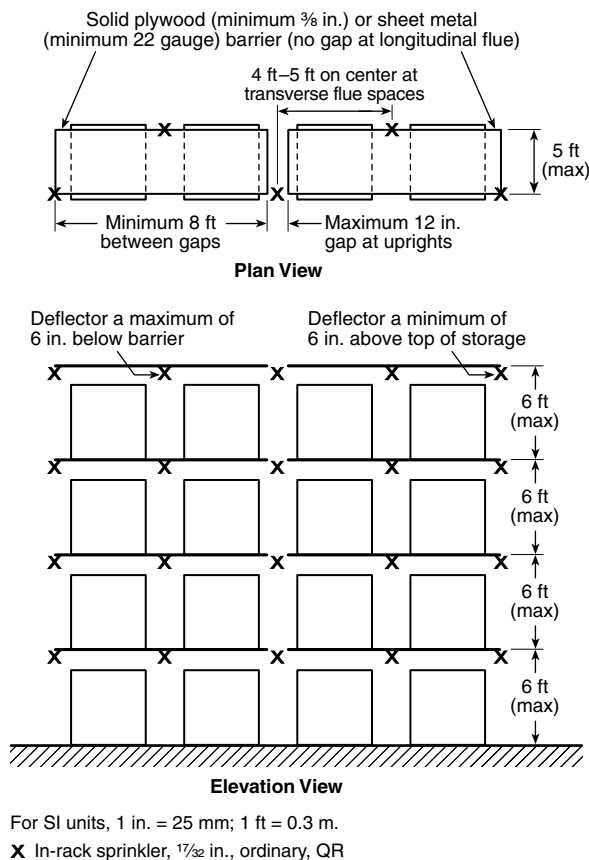 Solid plywood (minimum ⅜ in.) or sheet metal
(minimum 22 gauge) barrier (no gap at longitudinal flue)
4 ft–5 ft on center at
transverse flue spaces
5 ft
(max)
Minimum 8 ft
between gaps
Maximum 12 in.
gap at uprights
Plan View
Deflector a maximum of
6 in. below barrier
Deflector a minimum of
6 in. above top of storage
6 ft
(max)
6 ft
(max)
6 ft
(max)
6 ft
(max)
Elevation View
For SI units, 1 in. = 25 mm; 1 ft = 0.3 m.
X In-rack sprinkler, 17⁄32 in., ordinary, QR